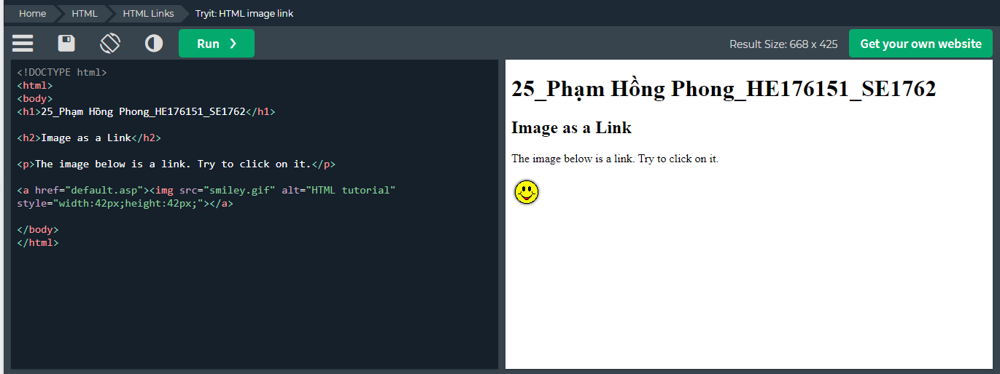 Home HTML HTML Links Tryit: HTML image link
Run ❯ Result Size: 668 x 425 Get your own website
<!DOCTYPE html>
<html>
<body>
<h1>25_Phạm Hồng Phong_HE176151_SE1762</h1>
<h2>Image as a Link</h2>
<p>The image below is a link. Try to click on it.</p>
<a href="default.asp"><img src="smiley.gif" alt="HTML tutorial"
style="width:42px;height:42px;"></a>
</body>
</html>
25_Phạm Hồng Phong_HE176151_SE1762
Image as a Link
The image below is a link. Try to click on it.